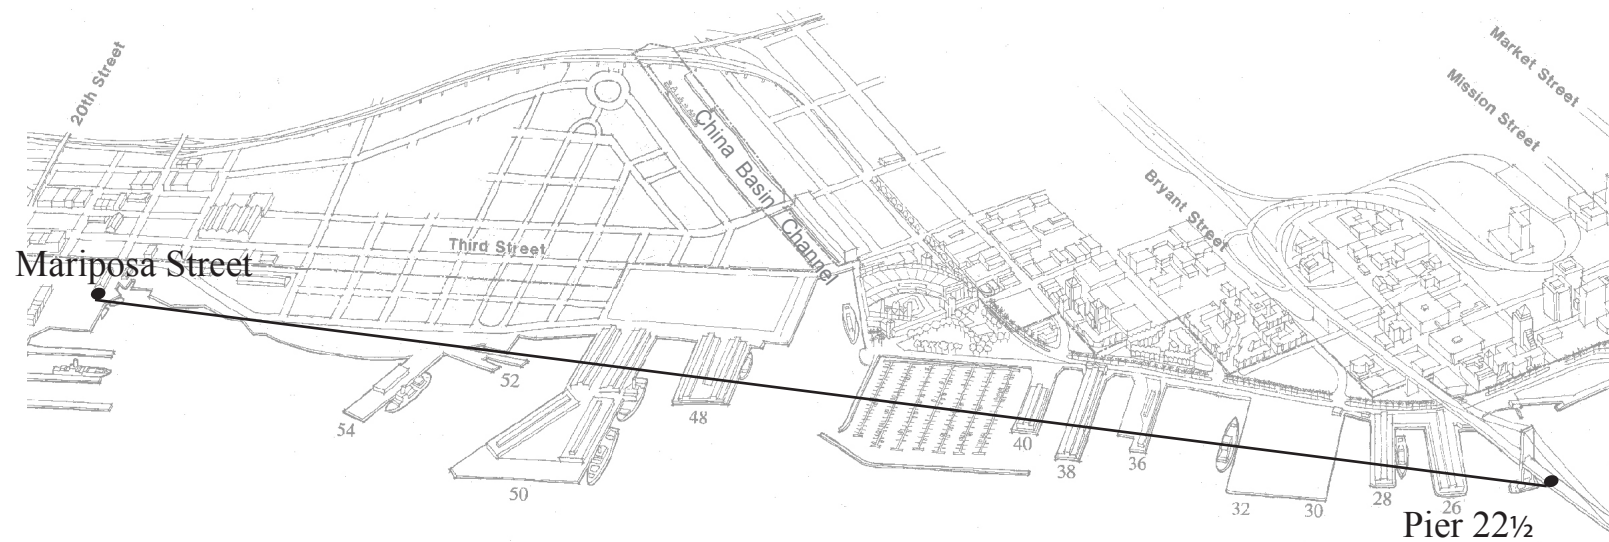 20th Street
Market Street
Mission Street
China Basin Channel
Bryant Street
Third Street
Mariposa Street
52
54
48
50
40
38
36
32
30
28
26
Pier 22½